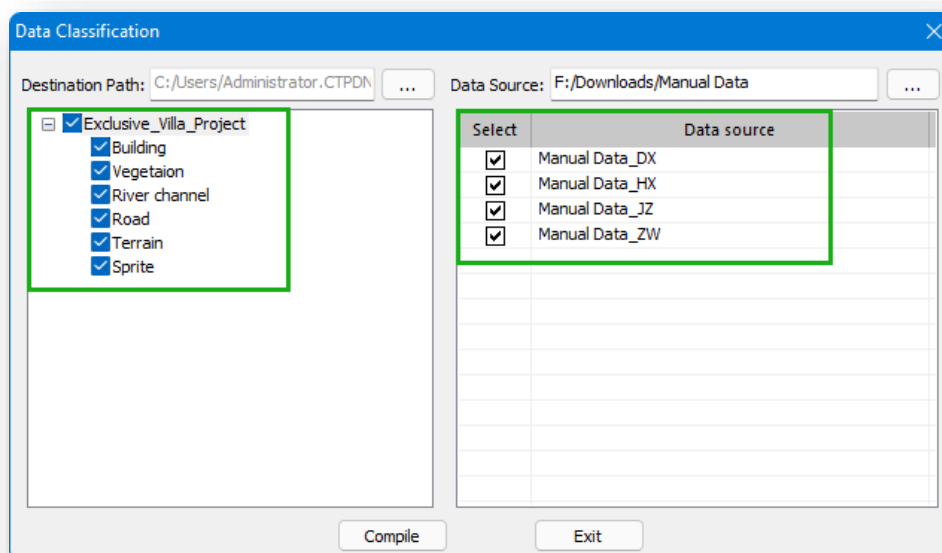 Data Classification
Destination Path: C:/Users/Administrator.CTPDN ... Data Source: F:/Downloads/Manual Data ...
Exclusive_Villa_Project
Building
Vegetaion
River channel
Road
Terrain
Sprite
Select Data source
Manual Data_DX
Manual Data_HX
Manual Data_JZ
Manual Data_ZW
Compile Exit